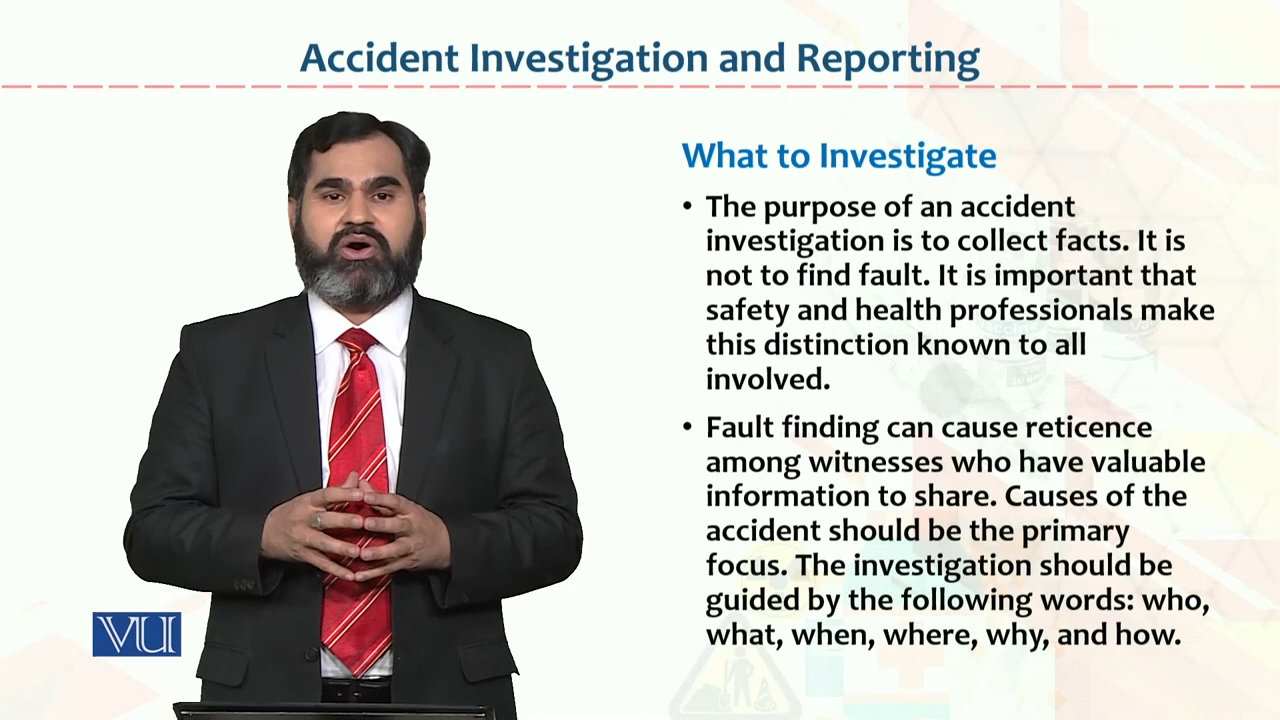 Accident Investigation and Reporting
What to Investigate
• The purpose of an accident
investigation is to collect facts. It is
not to find fault. It is important that
safety and health professionals make
this distinction known to all
involved.
• Fault finding can cause reticence
among witnesses who have valuable
information to share. Causes of the
accident should be the primary
focus. The investigation should be
guided by the following words: who,
what, when, where, why, and how.
VU